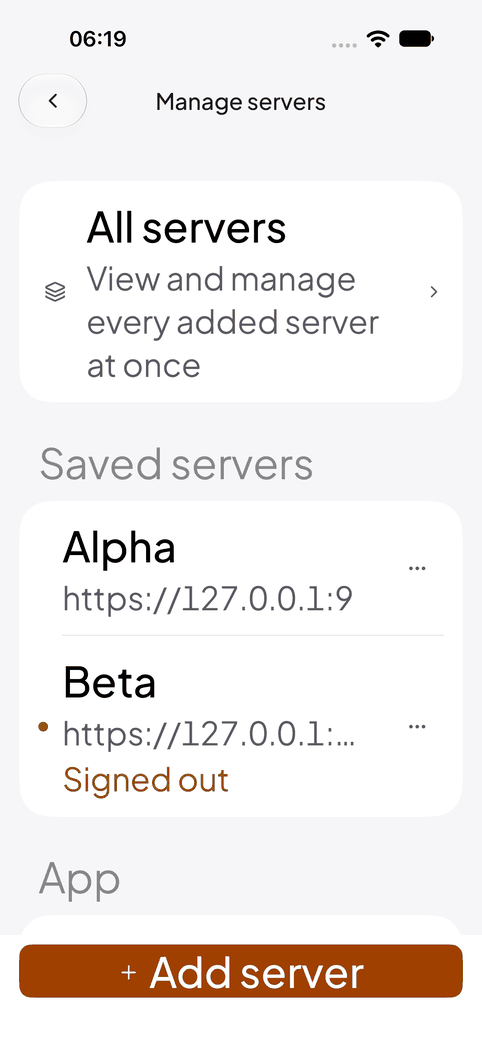 06:19
Manage servers
All servers
View and manage
every added server
at once
Saved servers
Alpha
https://127.0.0.1:9
Beta
https://127.0.0.1:...
Signed out
App
+ Add server